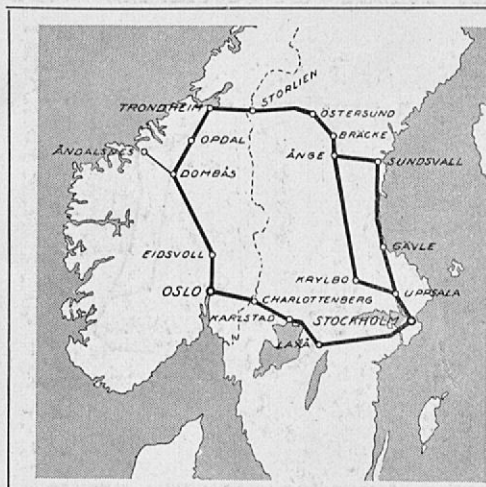 TRONDHEIM
STORLIEN
ÖSTERSUND
BRÄCKE
OPDAL
ÅNDALSNES
ÅNGE
SUNDSVALL
DOMBÅS
GÄVLE
EIDSVOLL
KRYLBO
OSLO
UPPSALA
CHARLOTTENBERG
KARLSTAD
STOCKHOLM
LAXÅ